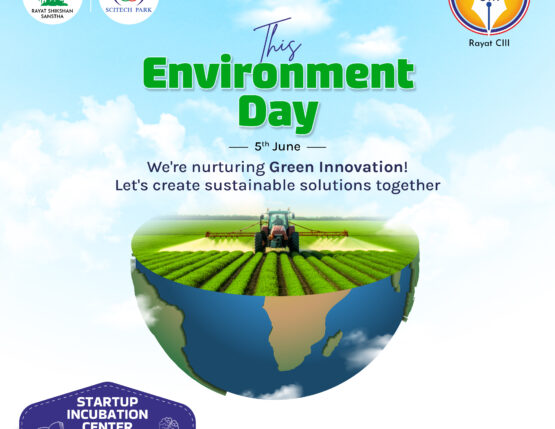 RAYAT SHIKSHAN
SANSTHA
SCITECH PARK
Rayat CIII
This
Environment
Day
5th June
We're nurturing Green Innovation!
Let's create sustainable solutions together
STARTUP
INCUBATION
CENTER